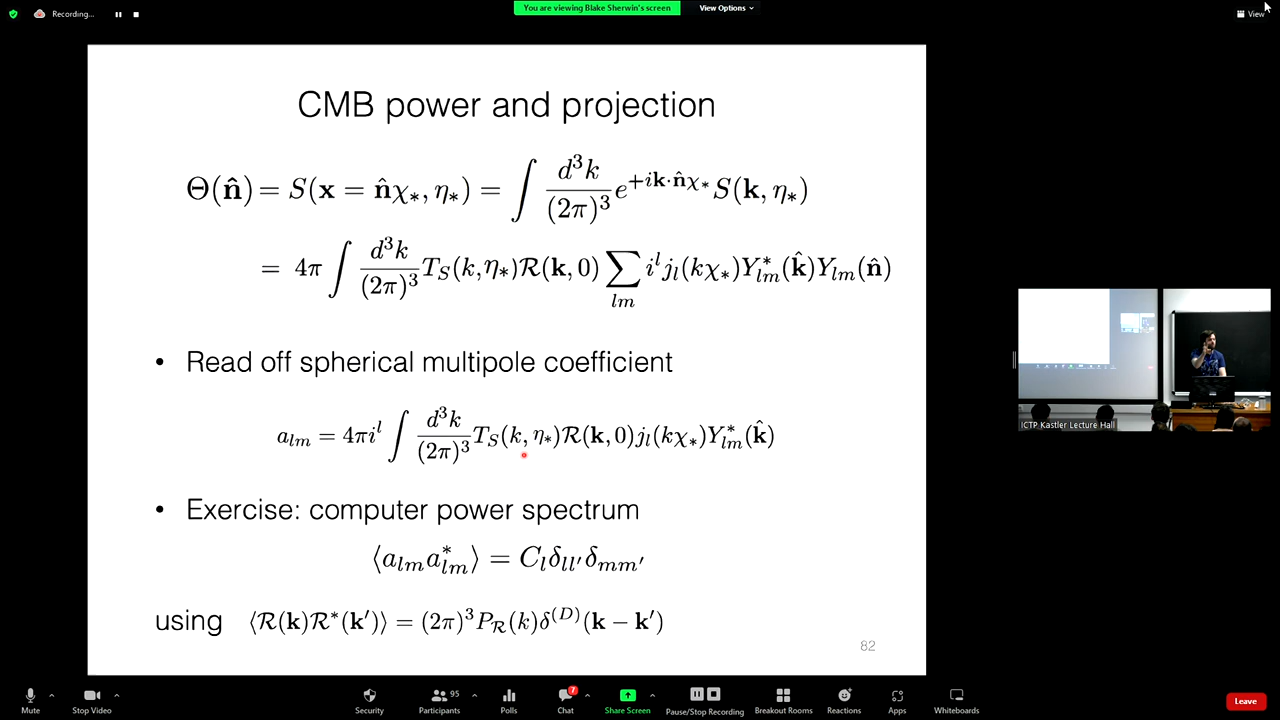 Recording...
You are viewing Blake Sherwin's screen
View Options
View
CMB power and projection
Θ(n̂) = S(x = n̂χ∗, η∗) = ∫ d³k/(2π)³ e^{+ik·n̂χ∗} S(k, η∗)
= 4π ∫ d³k/(2π)³ T_S(k, η∗)ℛ(k, 0) ∑_{lm} i^l j_l(kχ∗)Y*_{lm}(k̂)Y_{lm}(n̂)
• Read off spherical multipole coefficient
a_{lm} = 4πi^l ∫ d³k/(2π)³ T_S(k, η∗)ℛ(k, 0)j_l(kχ∗)Y*_{lm}(k̂)
• Exercise: computer power spectrum
⟨a_{lm}a*_{lm}⟩ = C_l δ_{ll'} δ_{mm'}
using ⟨ℛ(k)ℛ*(k')⟩ = (2π)³P_ℛ(k)δ^{(D)}(k − k')
82
ICTP Kastler Lecture Hall
Mute
Stop Video
Security
Participants
95
Polls
Chat
7
Share Screen
Pause/Stop Recording
Breakout Rooms
Reactions
Apps
Whiteboards
Leave